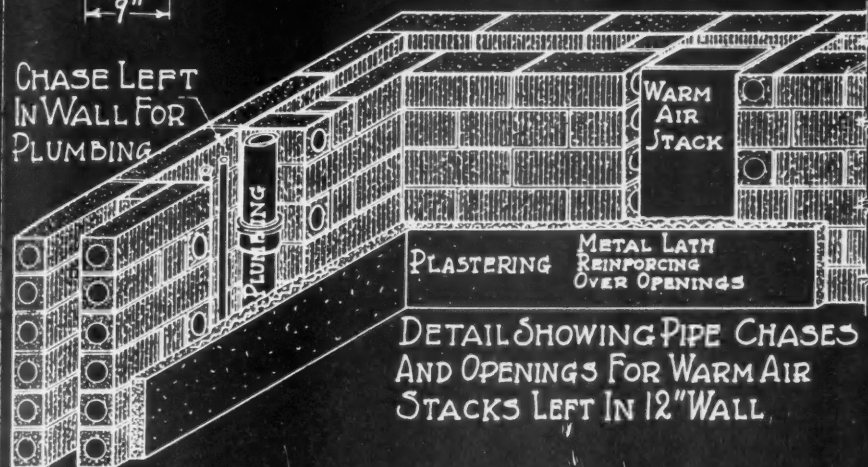 9"
CHASE LEFT
IN WALL FOR
PLUMBING
PLUMBING
WARM
AIR
STACK
PLASTERING
METAL LATH
REINFORCING
OVER OPENINGS
DETAIL SHOWING PIPE CHASES
AND OPENINGS FOR WARM AIR
STACKS LEFT IN 12" WALL